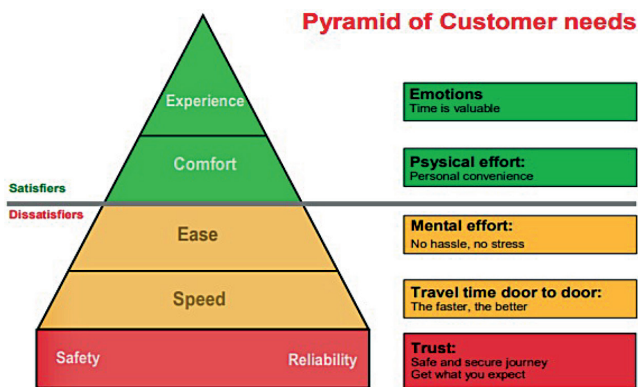 Pyramid of Customer needs
Experience
Emotions
Time is valuable
Comfort
Psysical effort:
Personal convenience
Satisfiers
Dissatisfiers
Ease
Mental effort:
No hassle, no stress
Speed
Travel time door to door:
The faster, the better
Safety
Reliability
Trust:
Safe and secure journey
Get what you expect